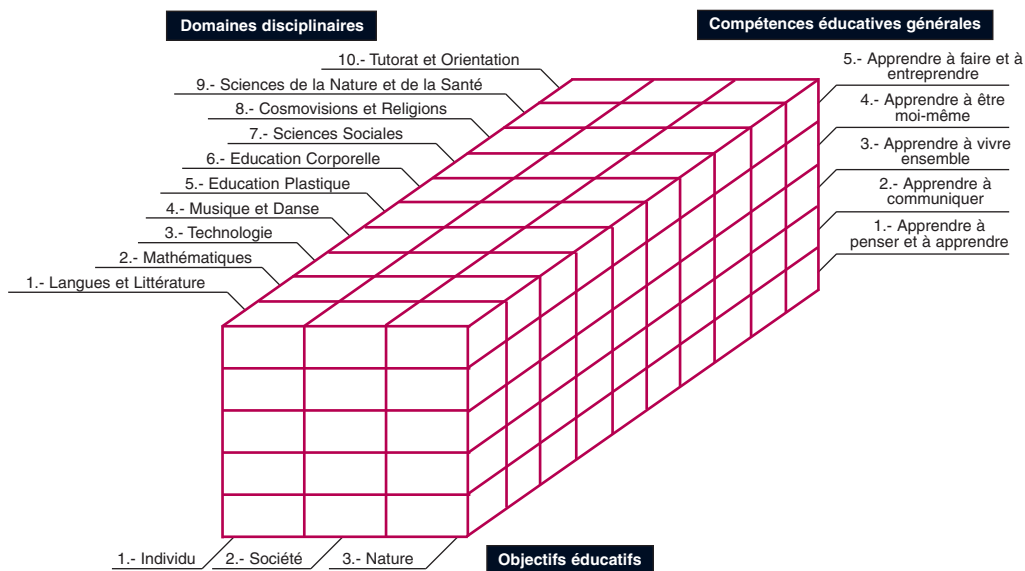 Domaines disciplinaires
Compétences éducatives générales
10.- Tutorat et Orientation
9.- Sciences de la Nature et de la Santé
8.- Cosmovisions et Religions
7.- Sciences Sociales
6.- Education Corporelle
5.- Education Plastique
4.- Musique et Danse
3.- Technologie
2.- Mathématiques
1.- Langues et Littérature
5.- Apprendre à faire et à
entreprendre
4.- Apprendre à être
moi-même
3.- Apprendre à vivre
ensemble
2.- Apprendre à
communiquer
1.- Apprendre à
penser et à apprendre
1.- Individu
2.- Société
3.- Nature
Objectifs éducatifs